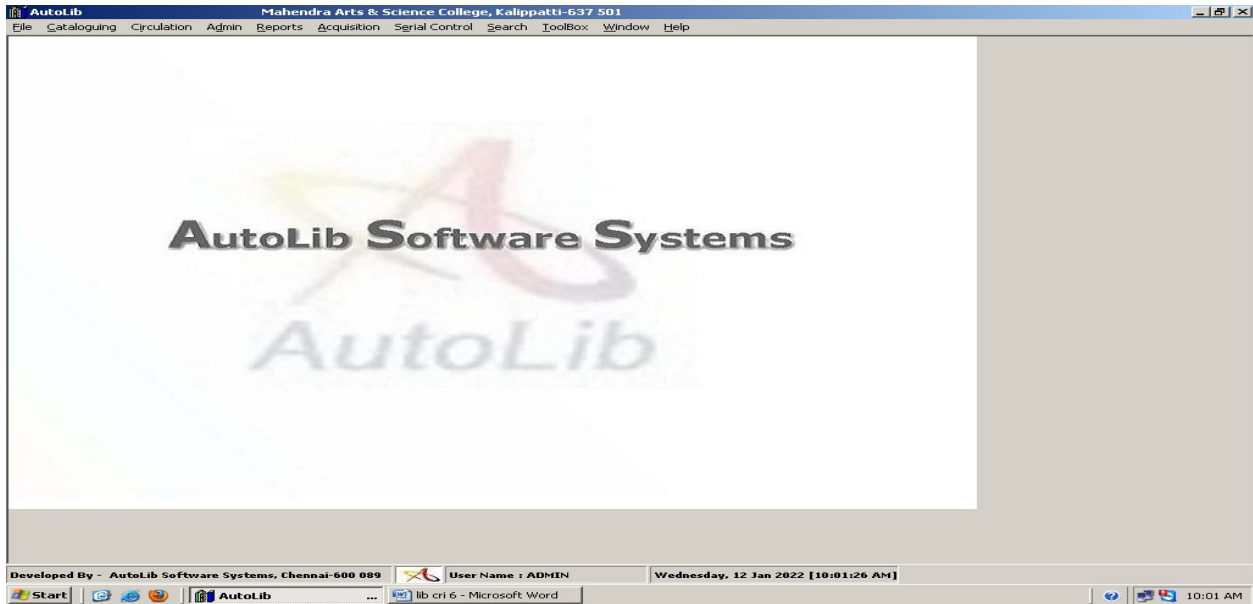 AutoLib Mahendra Arts & Science College, Kalippatti-637 501
File Cataloguing Circulation Admin Reports Acquisition Serial Control Search ToolBox Window Help
AutoLib Software Systems
AutoLib
Developed By - AutoLib Software Systems, Chennai-600 089 User Name : ADMIN Wednesday, 12 Jan 2022 [10:01:26 AM]
Start AutoLib ... lib cri 6 - Microsoft Word 10:01 AM